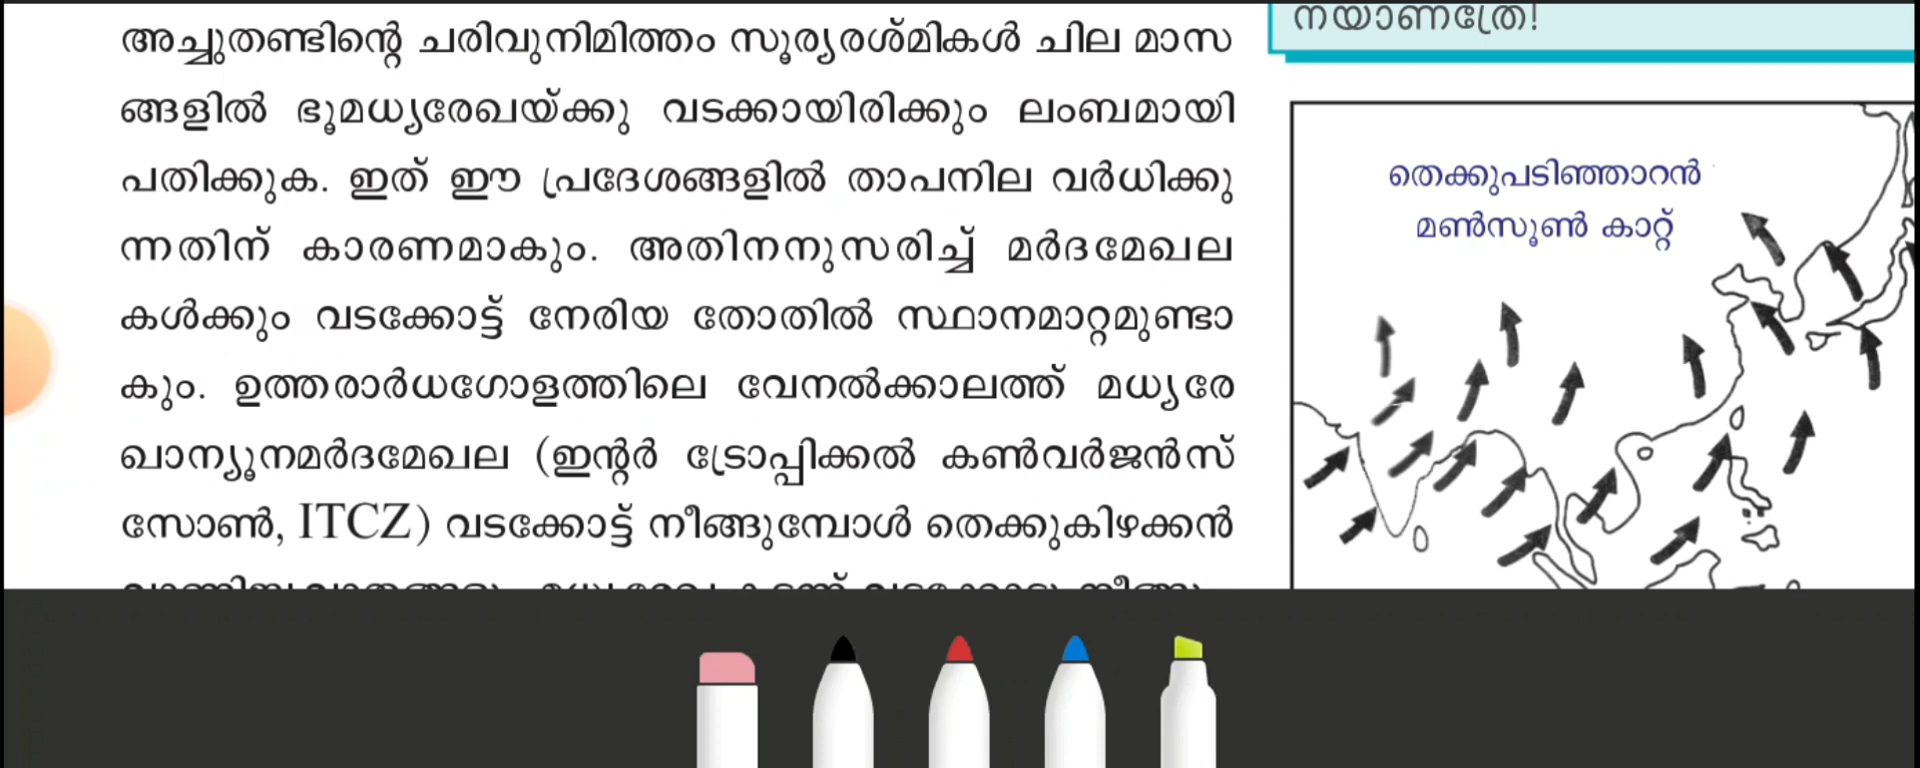 അച്ചുതണ്ടിന്റെ ചരിവുനിമിത്തം സൂര്യരശ്മികൾ ചില മാസ
ങ്ങളിൽ ഭൂമധ്യരേഖയ്ക്കു വടക്കായിരിക്കും ലംബമായി
പതിക്കുക. ഇത് ഈ പ്രദേശങ്ങളിൽ താപനില വർധിക്കു
ന്നതിന് കാരണമാകും. അതിനനുസരിച്ച് മർദമേഖല
കൾക്കും വടക്കോട്ട് നേരിയ തോതിൽ സ്ഥാനമാറ്റമുണ്ടാ
കും. ഉത്തരാർധഗോളത്തിലെ വേനൽക്കാലത്ത് മധ്യരേ
ഖാന്യൂനമർദമേഖല (ഇന്റർ ട്രോപ്പിക്കൽ കൺവർജൻസ്
സോൺ, ITCZ) വടക്കോട്ട് നീങ്ങുമ്പോൾ തെക്കുകിഴക്കൻ
നയാണത്രേ!
തെക്കുപടിഞ്ഞാറൻ
മൺസൂൺ കാറ്റ്